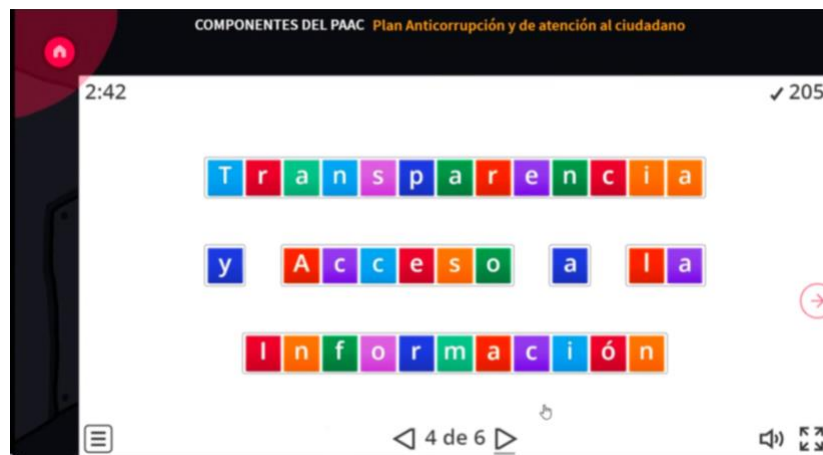 COMPONENTES DEL PAAC Plan Anticorrupción y de atención al ciudadano
2:42
✓ 205
Transparencia
y Acceso a la
Información
4 de 6